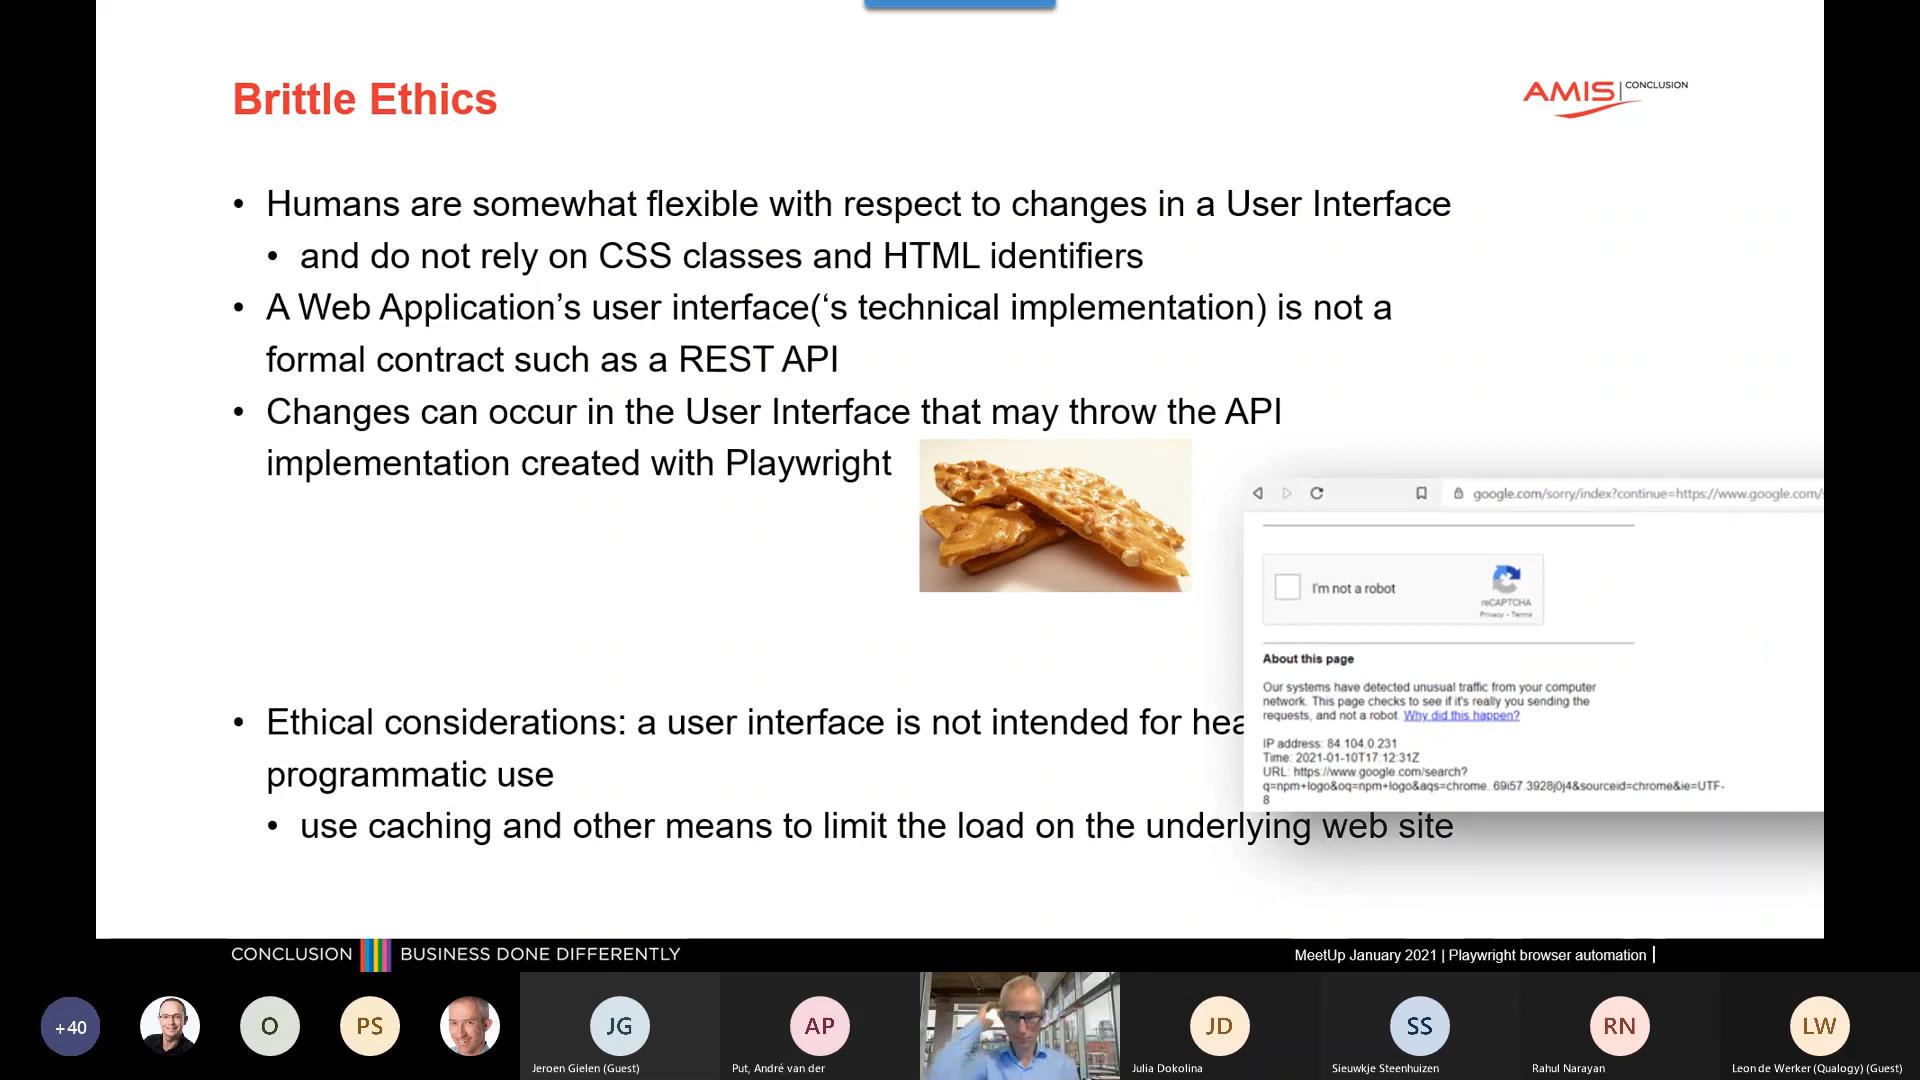 Brittle Ethics
AMIS | CONCLUSION
• Humans are somewhat flexible with respect to changes in a User Interface
• and do not rely on CSS classes and HTML identifiers
• A Web Application’s user interface(‘s technical implementation) is not a
formal contract such as a REST API
• Changes can occur in the User Interface that may throw the API
implementation created with Playwright
google.com/sorry/index?continue=https://www.google.com/
I'm not a robot
reCAPTCHA
Privacy - Terms
About this page
Our systems have detected unusual traffic from your computer
network. This page checks to see if it's really you sending the
requests, and not a robot. Why did this happen?
IP address: 84.104.0.231
Time: 2021-01-10T17:12:31Z
URL: https://www.google.com/search?
q=npm+logo&oq=npm+logo&aqs=chrome..69i57.3928j0j4&sourceid=chrome&ie=UTF-
8
• Ethical considerations: a user interface is not intended for
programmatic use
• use caching and other means to limit the load on the underlying web site
CONCLUSION BUSINESS DONE DIFFERENTLY
MeetUp January 2021 | Playwright browser automation |
+40
O
PS
JG
Jeroen Gielen (Guest)
AP
Put, André van der
JD
Julia Dokolina
SS
Sieuwkje Steenhuizen
RN
Rahul Narayan
LW
Leon de Werker (Qualogy) (Guest)